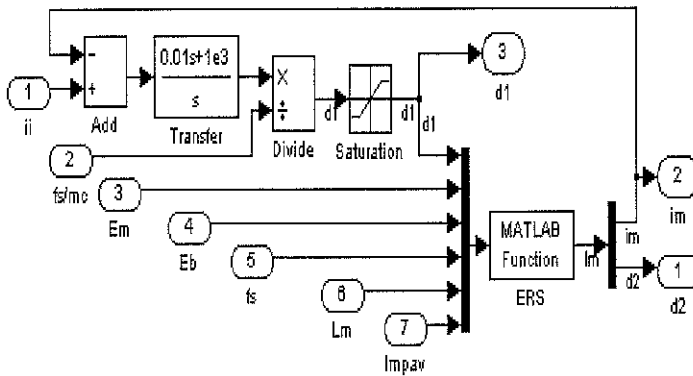 −
+
1
ii
Add
0.01s+1e3
s
Transfer
×
÷
Divide
d1
Saturation
d1
d1
3
d1
2
fs/mc
3
Em
4
Eb
5
fs
6
Lm
7
Impav
MATLAB
Function
ERS
Im
im
d2
2
im
1
d2